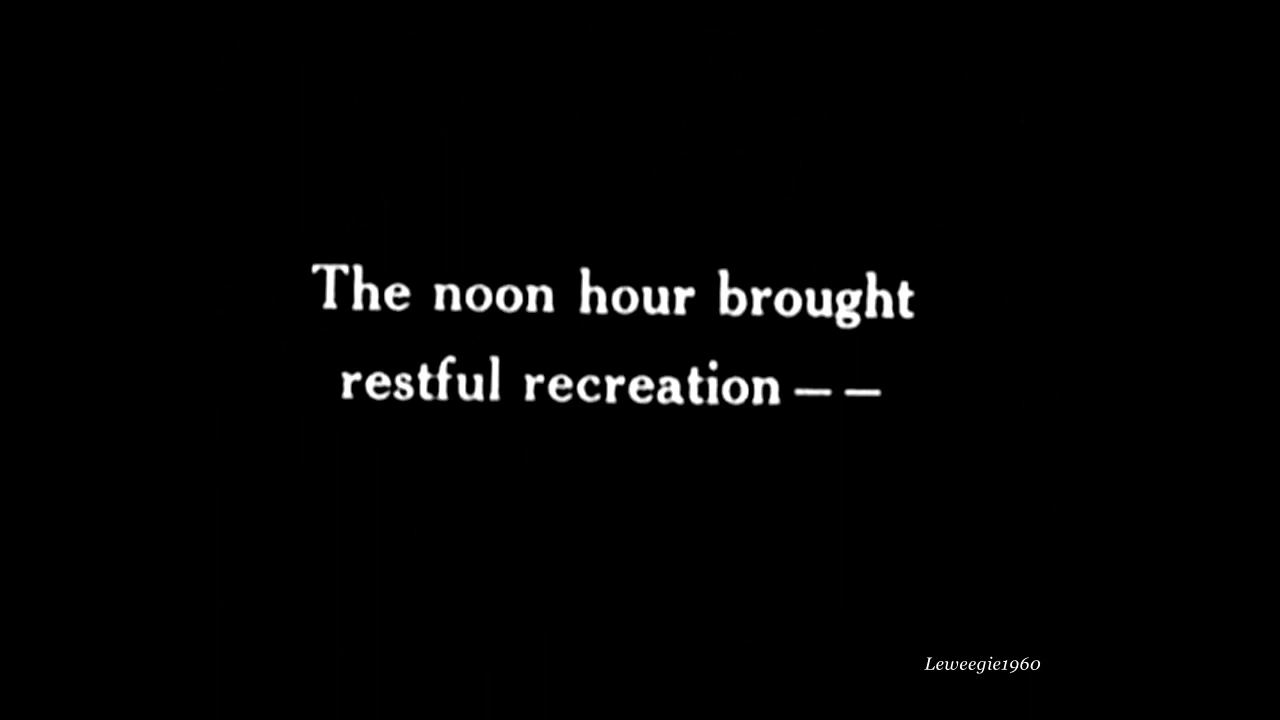 The noon hour brought
restful recreation — —
Leweegie1960